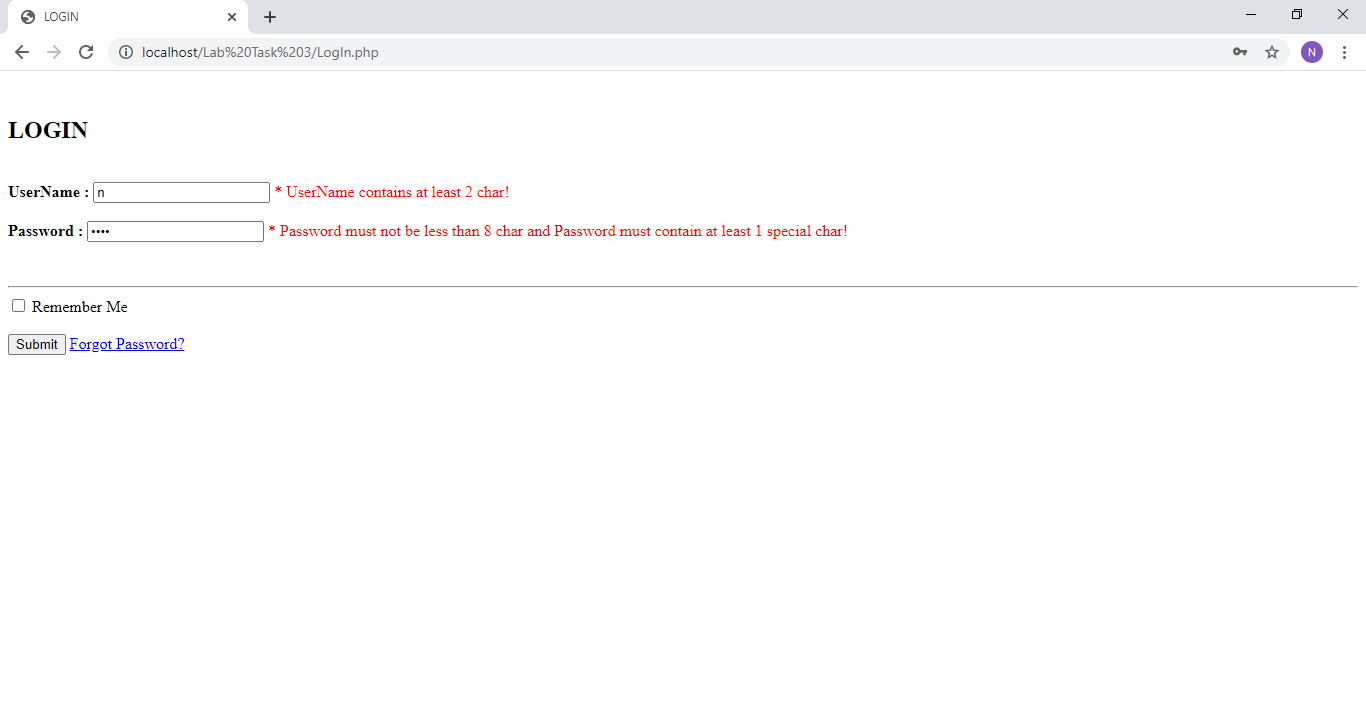 LOGIN
localhost/Lab%20Task%203/LogIn.php
N
LOGIN
UserName : n * UserName contains at least 2 char!
Password : •••• * Password must not be less than 8 char and Password must contain at least 1 special char!
Remember Me
Submit Forgot Password?